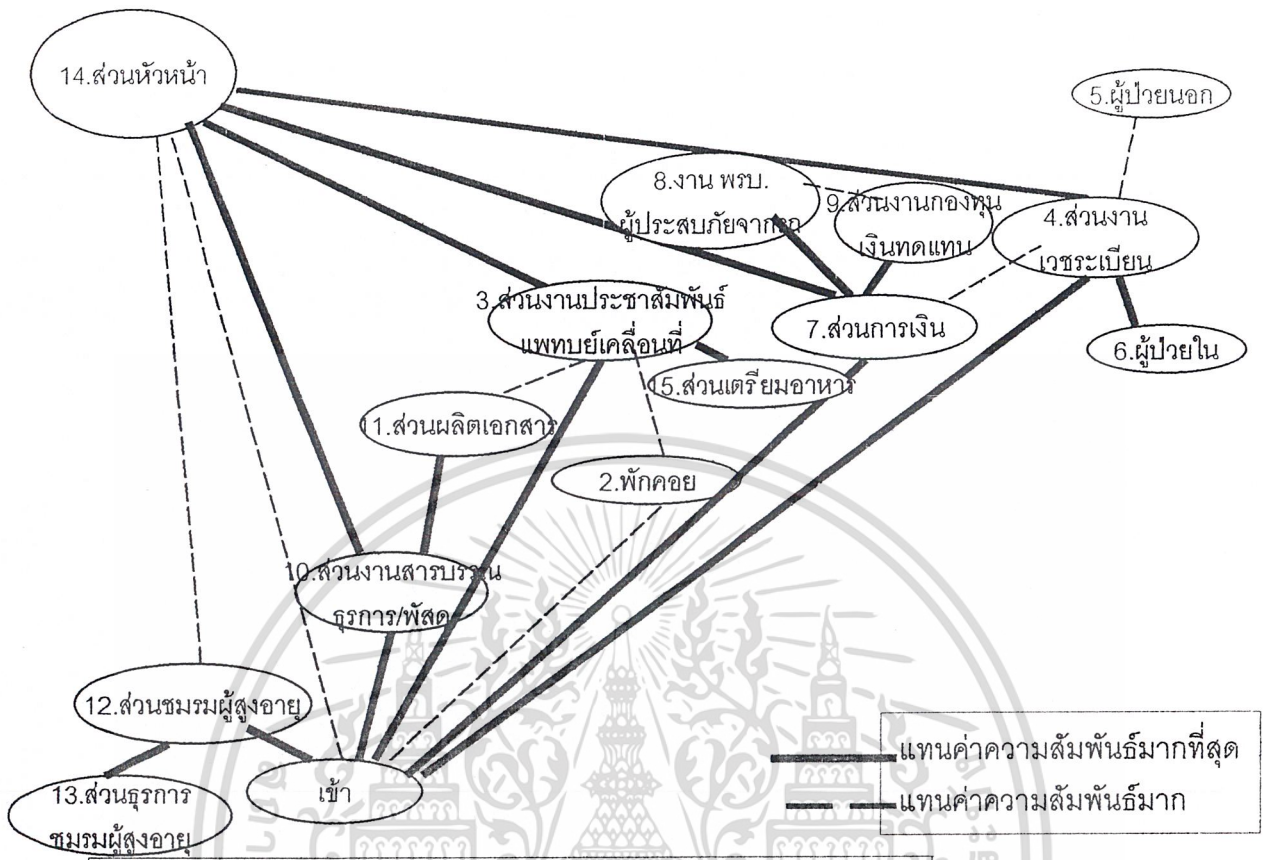 14.ส่วนหัวหน้า
5.ผู้ป่วยนอก
8.งาน พรบ.
ผู้ประสบภัยจากรถ
9.ส่วนงานกองทุน
เงินทดแทน
4.ส่วนงาน
เวชระเบียน
3.ส่วนงานประชาสัมพันธ์
แพทบย์เคลื่อนที่
7.ส่วนการเงิน
6.ผู้ป่วยใน
15.ส่วนเตรียมอาหาร
11.ส่วนผลิตเอกสาร
2.พักคอย
10.ส่วนงานสารบรรณ
ธุรการ/พัสด
12.ส่วนชมรมผู้สูงอายุ
เข้า
13.ส่วนธุรการ
ชมรมผู้สูงอายุ
แทนค่าความสัมพันธ์มากที่สุด
แทนค่าความสัมพันธ์มาก